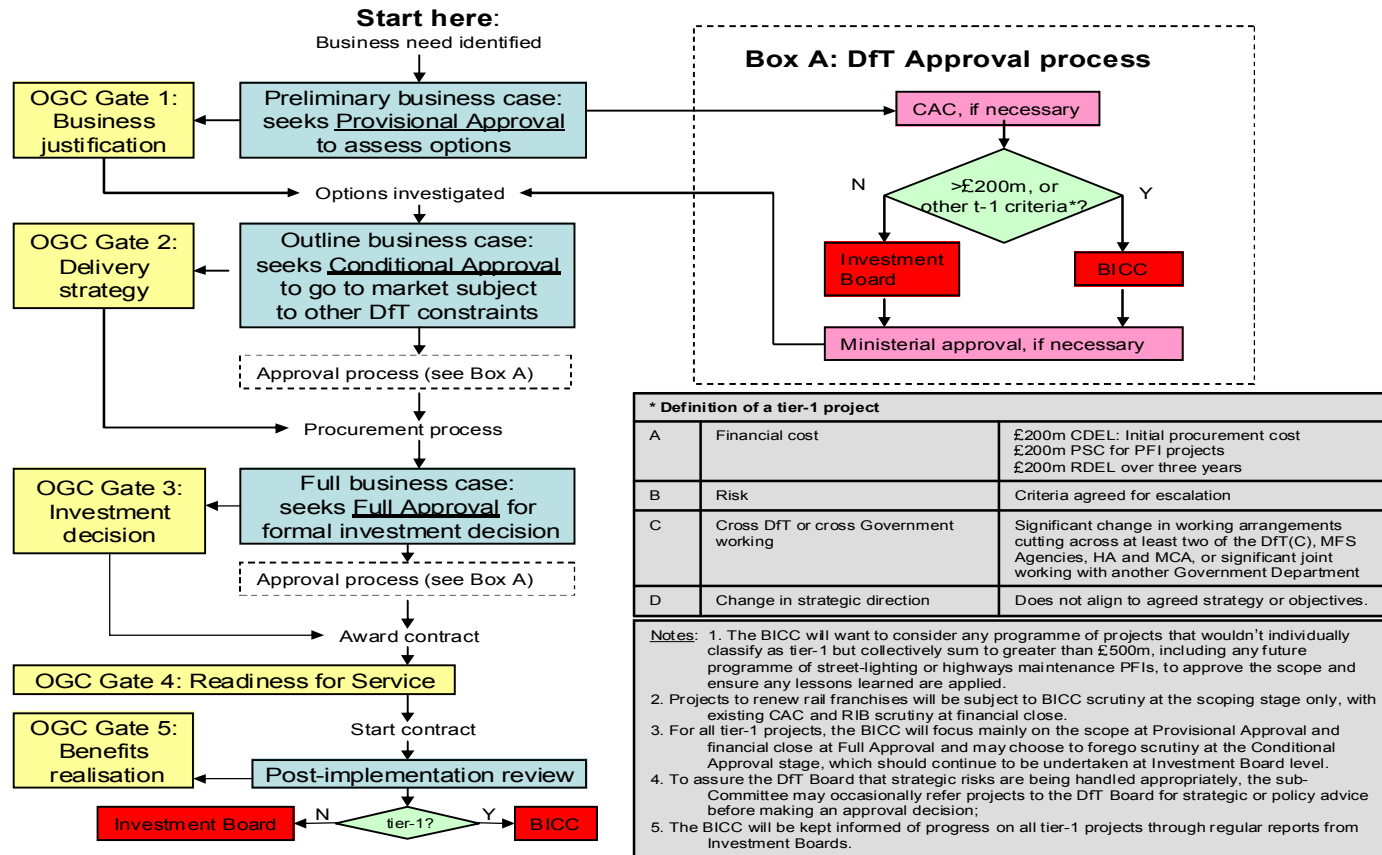 Start here:
Business need identified
OGC Gate 1:
Business
justification
Preliminary business case:
seeks Provisional Approval
to assess options
Options investigated
OGC Gate 2:
Delivery
strategy
Outline business case:
seeks Conditional Approval
to go to market subject
to other DfT constraints
Approval process (see Box A)
Procurement process
OGC Gate 3:
Investment
decision
Full business case:
seeks Full Approval for
formal investment decision
Approval process (see Box A)
Award contract
OGC Gate 4: Readiness for Service
Start contract
OGC Gate 5:
Benefits
realisation
Post-implementation review
N
tier-1?
Y
Investment Board
BICC
Box A: DfT Approval process
CAC, if necessary
N
>£200m, or
other t-1 criteria*?
Y
Investment
Board
BICC
Ministerial approval, if necessary
* Definition of a tier-1 project
A Financial cost £200m CDEL: Initial procurement cost
£200m PSC for PFI projects
£200m RDEL over three years
B Risk Criteria agreed for escalation
C Cross DfT or cross Government Significant change in working arrangements
working cutting across at least two of the DfT(C), MFS
Agencies, HA and MCA, or significant joint
working with another Government Department
D Change in strategic direction Does not align to agreed strategy or objectives.
Notes: 1. The BICC will want to consider any programme of projects that wouldn't individually
classify as tier-1 but collectively sum to greater than £500m, including any future
programme of street-lighting or highways maintenance PFIs, to approve the scope and
ensure any lessons learned are applied.
2. Projects to renew rail franchises will be subject to BICC scrutiny at the scoping stage only, with
existing CAC and RIB scrutiny at financial close.
3. For all tier-1 projects, the BICC will focus mainly on the scope at Provisional Approval and
financial close at Full Approval and may choose to forego scrutiny at the Conditional
Approval stage, which should continue to be undertaken at Investment Board level.
4. To assure the DfT Board that strategic risks are being handled appropriately, the sub-
Committee may occasionally refer projects to the DfT Board for strategic or policy advice
before making an approval decision;
5. The BICC will be kept informed of progress on all tier-1 projects through regular reports from
Investment Boards.